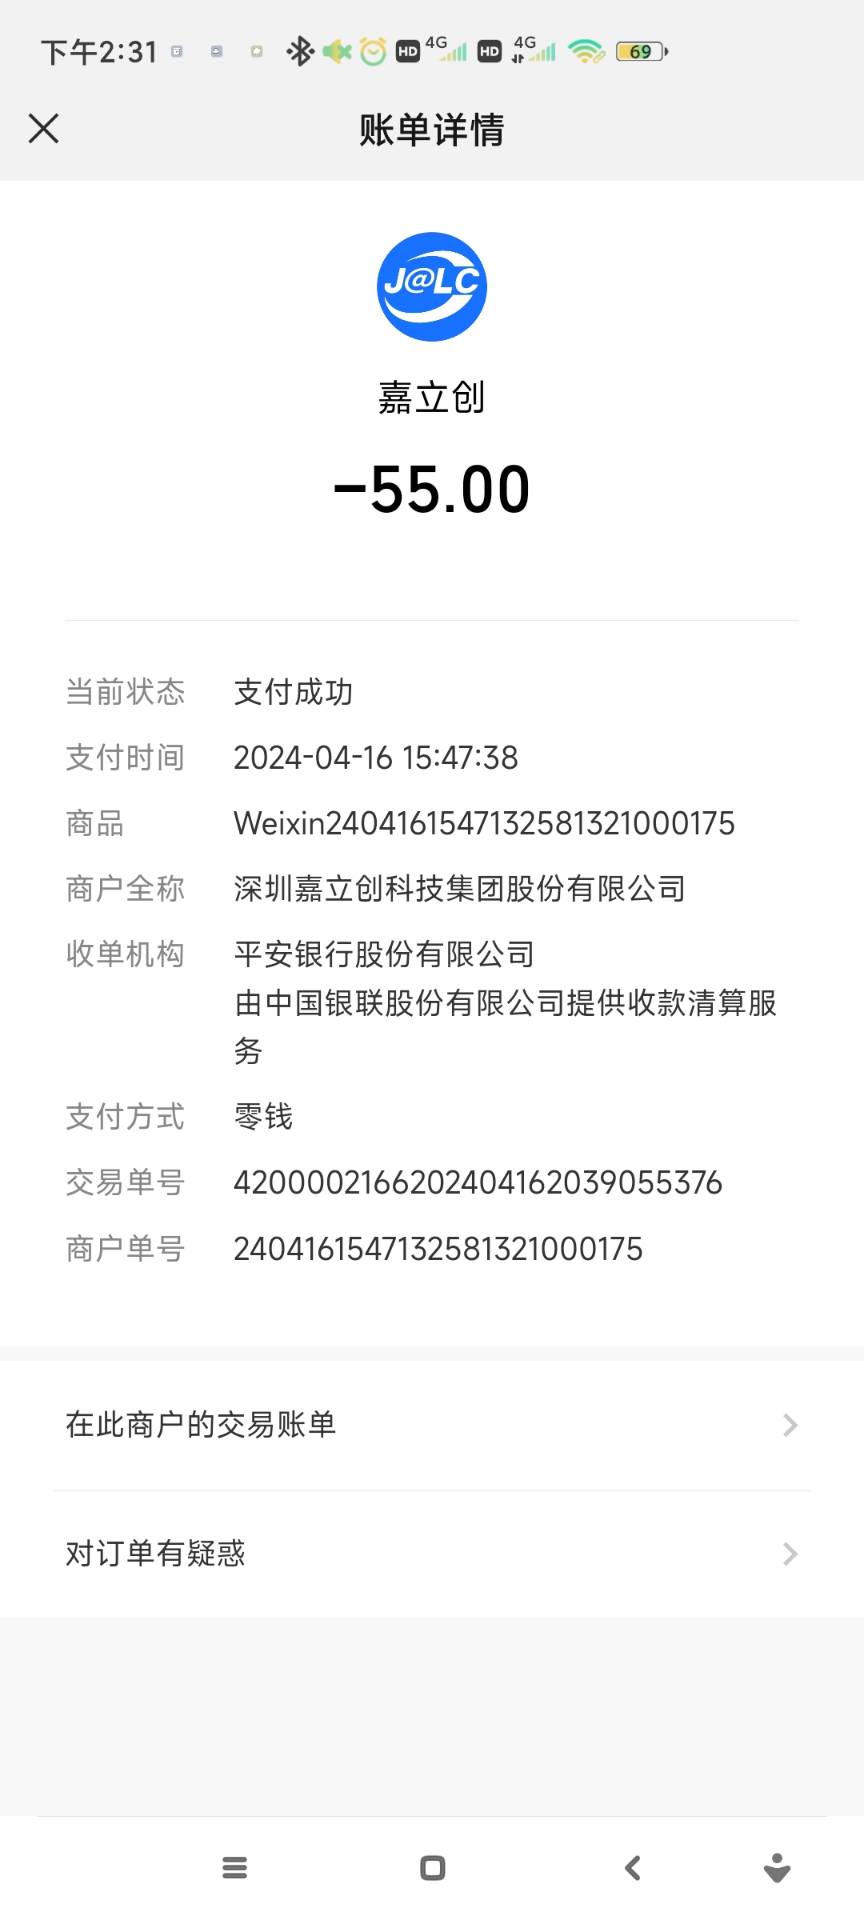 下午2:31
HD
4G
HD
4G
69
账单详情
J@LC
嘉立创
-55.00
当前状态 支付成功
支付时间 2024-04-16 15:47:38
商品 Weixin2404161547132581321000175
商户全称 深圳嘉立创科技集团股份有限公司
收单机构 平安银行股份有限公司
由中国银联股份有限公司提供收款清算服
务
支付方式 零钱
交易单号 4200002166202404162039055376
商户单号 2404161547132581321000175
在此商户的交易账单
对订单有疑惑